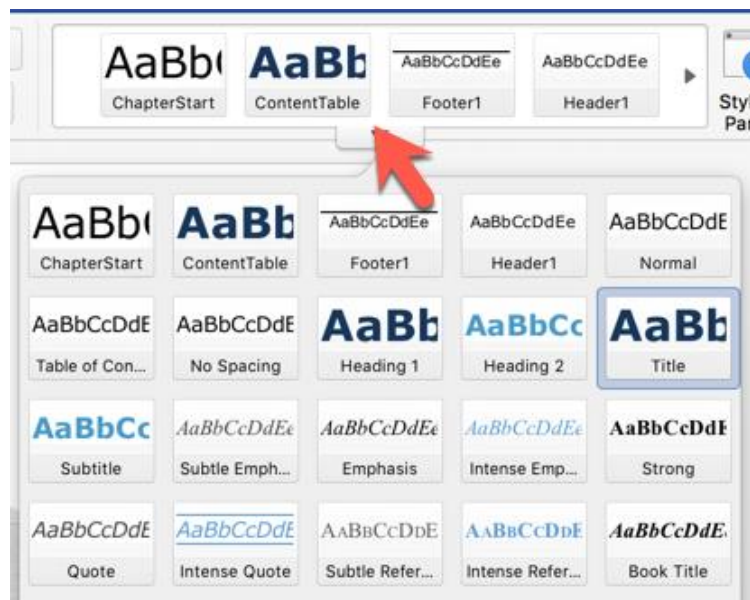 AaBb( AaBb AaBbCcDdEe AaBbCcDdEe
ChapterStart ContentTable Footer1 Header1
Styl
Par
AaBb( AaBb AaBbCcDdEe AaBbCcDdEe AaBbCcDdE
ChapterStart ContentTable Footer1 Header1 Normal
AaBbCcDdE AaBbCcDdE AaBb AaBbCc AaBb
Table of Con... No Spacing Heading 1 Heading 2 Title
AaBbCc AaBbCcDdEe AaBbCcDdEe AaBbCcDdEe AaBbCcDdE
Subtitle Subtle Emph... Emphasis Intense Emp... Strong
AaBbCcDdE AaBbCcDdE AABBCCDDE AABBCCDDE AaBbCcDdE
Quote Intense Quote Subtle Refer... Intense Refer... Book Title